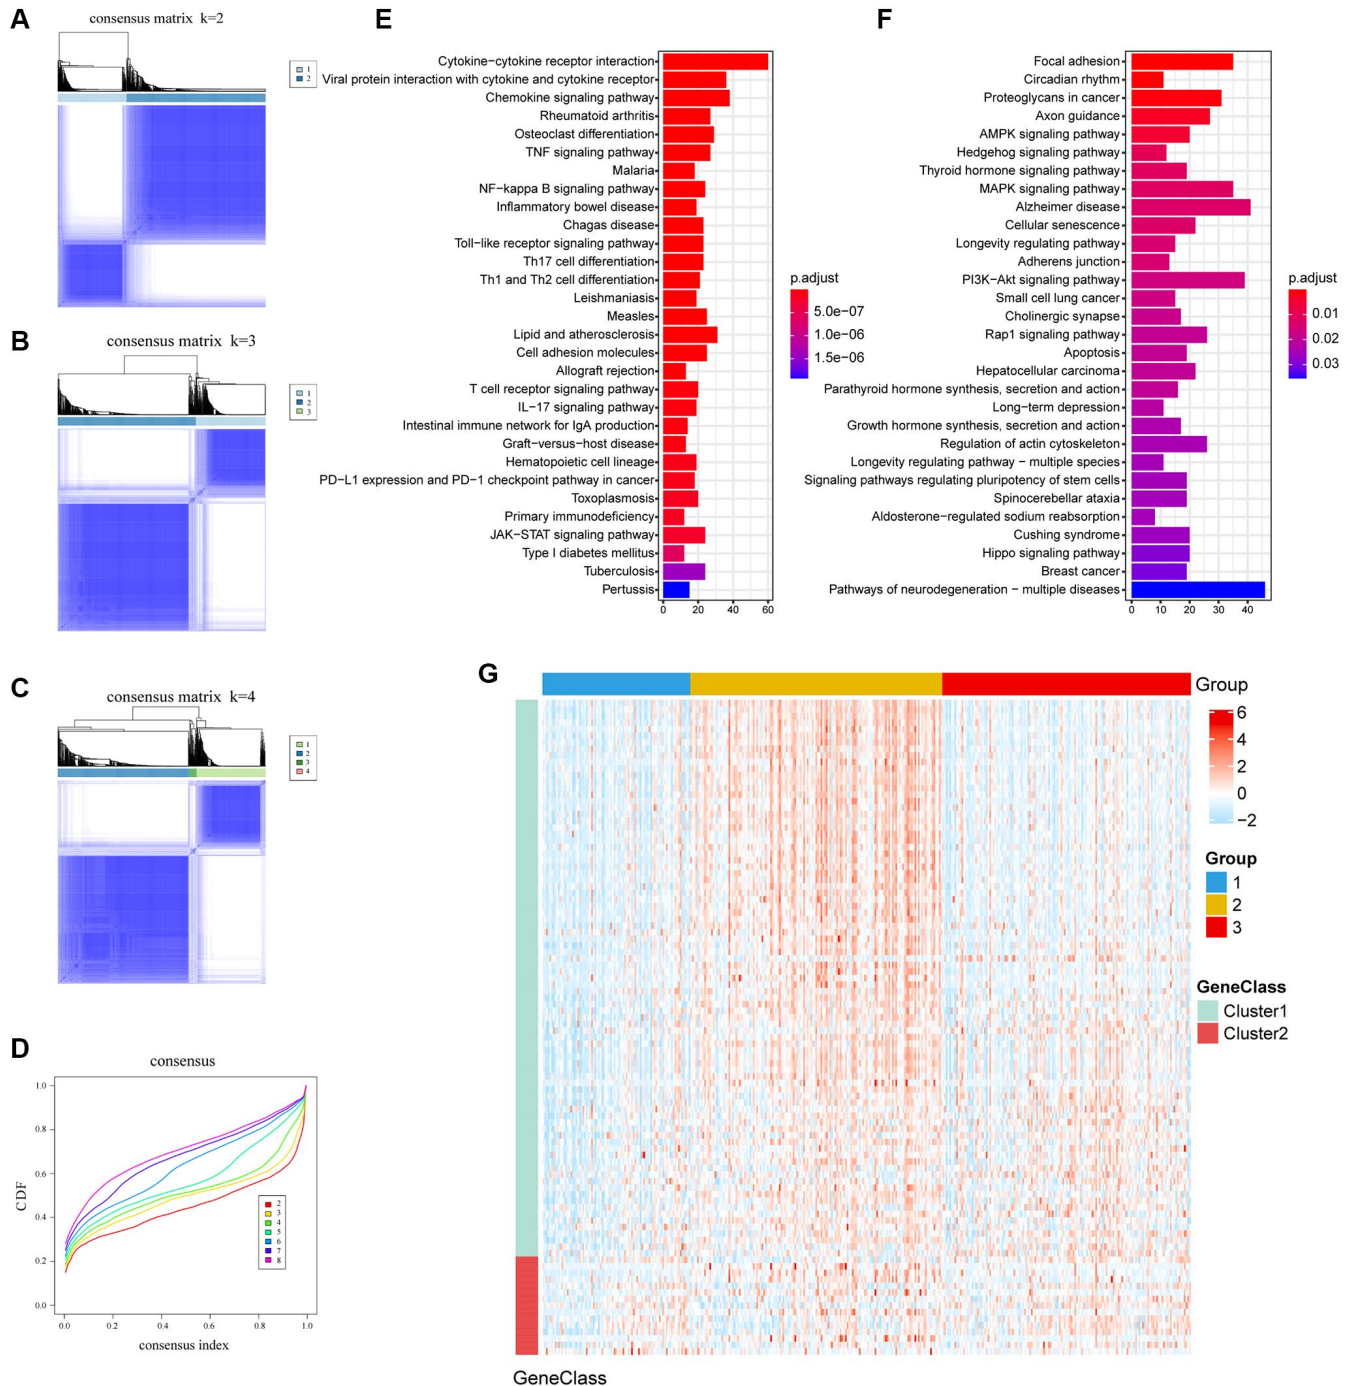 A
consensus matrix k=2
1
2
B
consensus matrix k=3
1
2
3
C
consensus matrix k=4
1
2
3
4
D
consensus
CDF
1.0
0.8
0.6
0.4
0.2
0.0
0.0 0.2 0.4 0.6 0.8 1.0
consensus index
2
3
4
5
6
7
8
E
Cytokine−cytokine receptor interaction
Viral protein interaction with cytokine and cytokine receptor
Chemokine signaling pathway
Rheumatoid arthritis
Osteoclast differentiation
TNF signaling pathway
Malaria
NF−kappa B signaling pathway
Inflammatory bowel disease
Chagas disease
Toll−like receptor signaling pathway
Th17 cell differentiation
Th1 and Th2 cell differentiation
Leishmaniasis
Measles
Lipid and atherosclerosis
Cell adhesion molecules
Allograft rejection
T cell receptor signaling pathway
IL−17 signaling pathway
Intestinal immune network for IgA production
Graft−versus−host disease
Hematopoietic cell lineage
PD−L1 expression and PD−1 checkpoint pathway in cancer
Toxoplasmosis
Primary immunodeficiency
JAK−STAT signaling pathway
Type I diabetes mellitus
Tuberculosis
Pertussis
0 20 40 60
p.adjust
5.0e−07
1.0e−06
1.5e−06
F
Focal adhesion
Circadian rhythm
Proteoglycans in cancer
Axon guidance
AMPK signaling pathway
Hedgehog signaling pathway
Thyroid hormone signaling pathway
MAPK signaling pathway
Alzheimer disease
Cellular senescence
Longevity regulating pathway
Adherens junction
PI3K−Akt signaling pathway
Small cell lung cancer
Cholinergic synapse
Rap1 signaling pathway
Apoptosis
Hepatocellular carcinoma
Parathyroid hormone synthesis, secretion and action
Long−term depression
Growth hormone synthesis, secretion and action
Regulation of actin cytoskeleton
Longevity regulating pathway − multiple species
Signaling pathways regulating pluripotency of stem cells
Spinocerebellar ataxia
Aldosterone−regulated sodium reabsorption
Cushing syndrome
Hippo signaling pathway
Breast cancer
Pathways of neurodegeneration − multiple diseases
0 10 20 30 40
p.adjust
0.01
0.02
0.03
G
Group
6
4
2
0
−2
Group
1
2
3
GeneClass
Cluster1
Cluster2
GeneClass